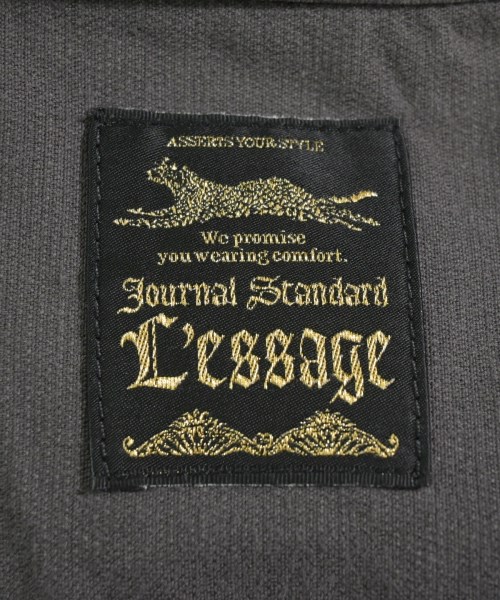 ASSERTS YOUR STYLE
We promise
you wearing comfort.
Journal Standard
L'essage